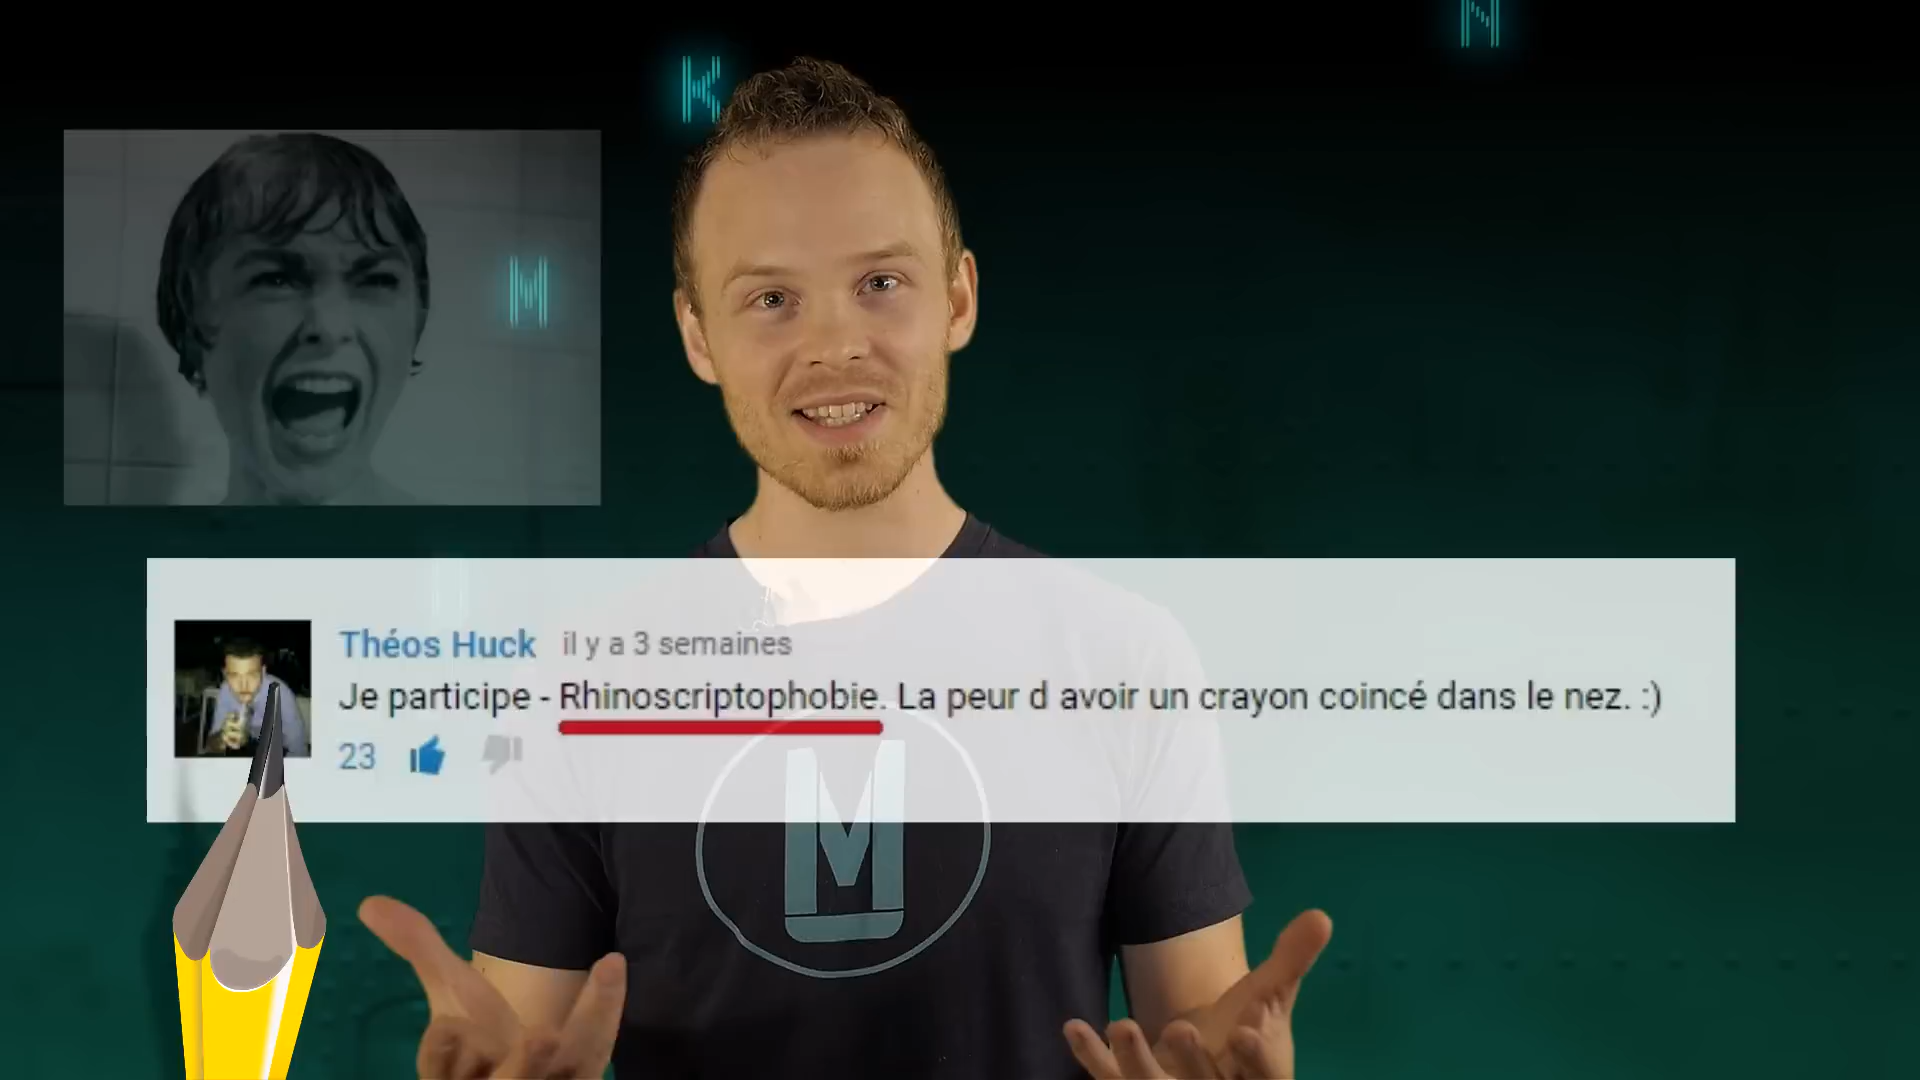 K
N
M
Théos Huck il y a 3 semaines
Je participe - Rhinoscriptophobie. La peur d avoir un crayon coincé dans le nez. :)
23
M